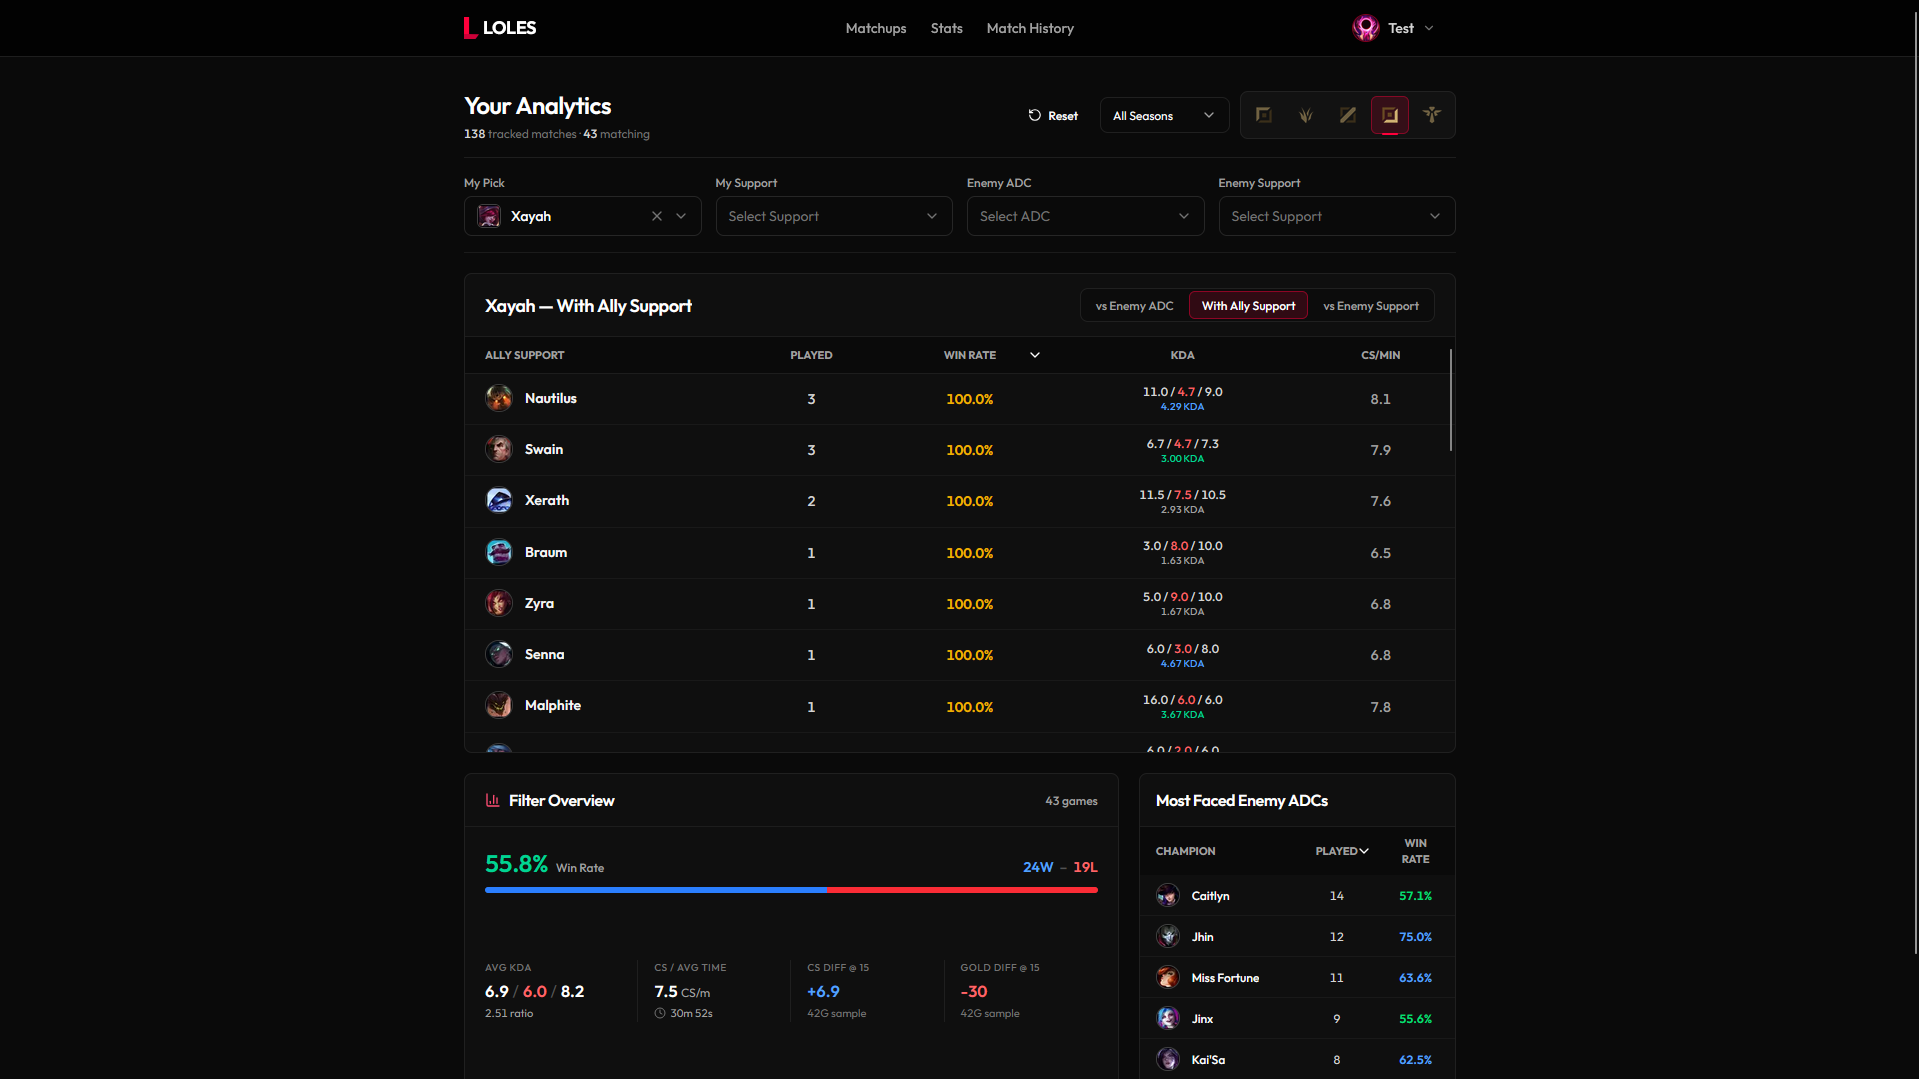 LOLES
Matchups
Stats
Match History
Test
Your Analytics
138 tracked matches · 43 matching
Reset
All Seasons
My Pick
My Support
Enemy ADC
Enemy Support
Xayah
Select Support
Select ADC
Select Support
Xayah — With Ally Support
vs Enemy ADC
With Ally Support
vs Enemy Support
ALLY SUPPORT PLAYED WIN RATE KDA CS/MIN
Nautilus 3 100.0% 11.0 / 4.7 / 9.0 8.1
4.29 KDA
Swain 3 100.0% 6.7 / 4.7 / 7.3 7.9
3.00 KDA
Xerath 2 100.0% 11.5 / 7.5 / 10.5 7.6
2.93 KDA
Braum 1 100.0% 3.0 / 8.0 / 10.0 6.5
1.63 KDA
Zyra 1 100.0% 5.0 / 9.0 / 10.0 6.8
1.67 KDA
Senna 1 100.0% 6.0 / 3.0 / 8.0 6.8
4.67 KDA
Malphite 1 100.0% 16.0 / 6.0 / 6.0 7.8
3.67 KDA
6.0 / 2.0 / 6.0
Filter Overview
43 games
55.8% Win Rate
24W – 19L
AVG KDA
6.9 / 6.0 / 8.2
2.51 ratio
CS / AVG TIME
7.5 CS/m
30m 52s
CS DIFF @ 15
+6.9
42G sample
GOLD DIFF @ 15
-30
42G sample
Most Faced Enemy ADCs
CHAMPION PLAYED WIN RATE
Caitlyn 14 57.1%
Jhin 12 75.0%
Miss Fortune 11 63.6%
Jinx 9 55.6%
Kai'Sa 8 62.5%